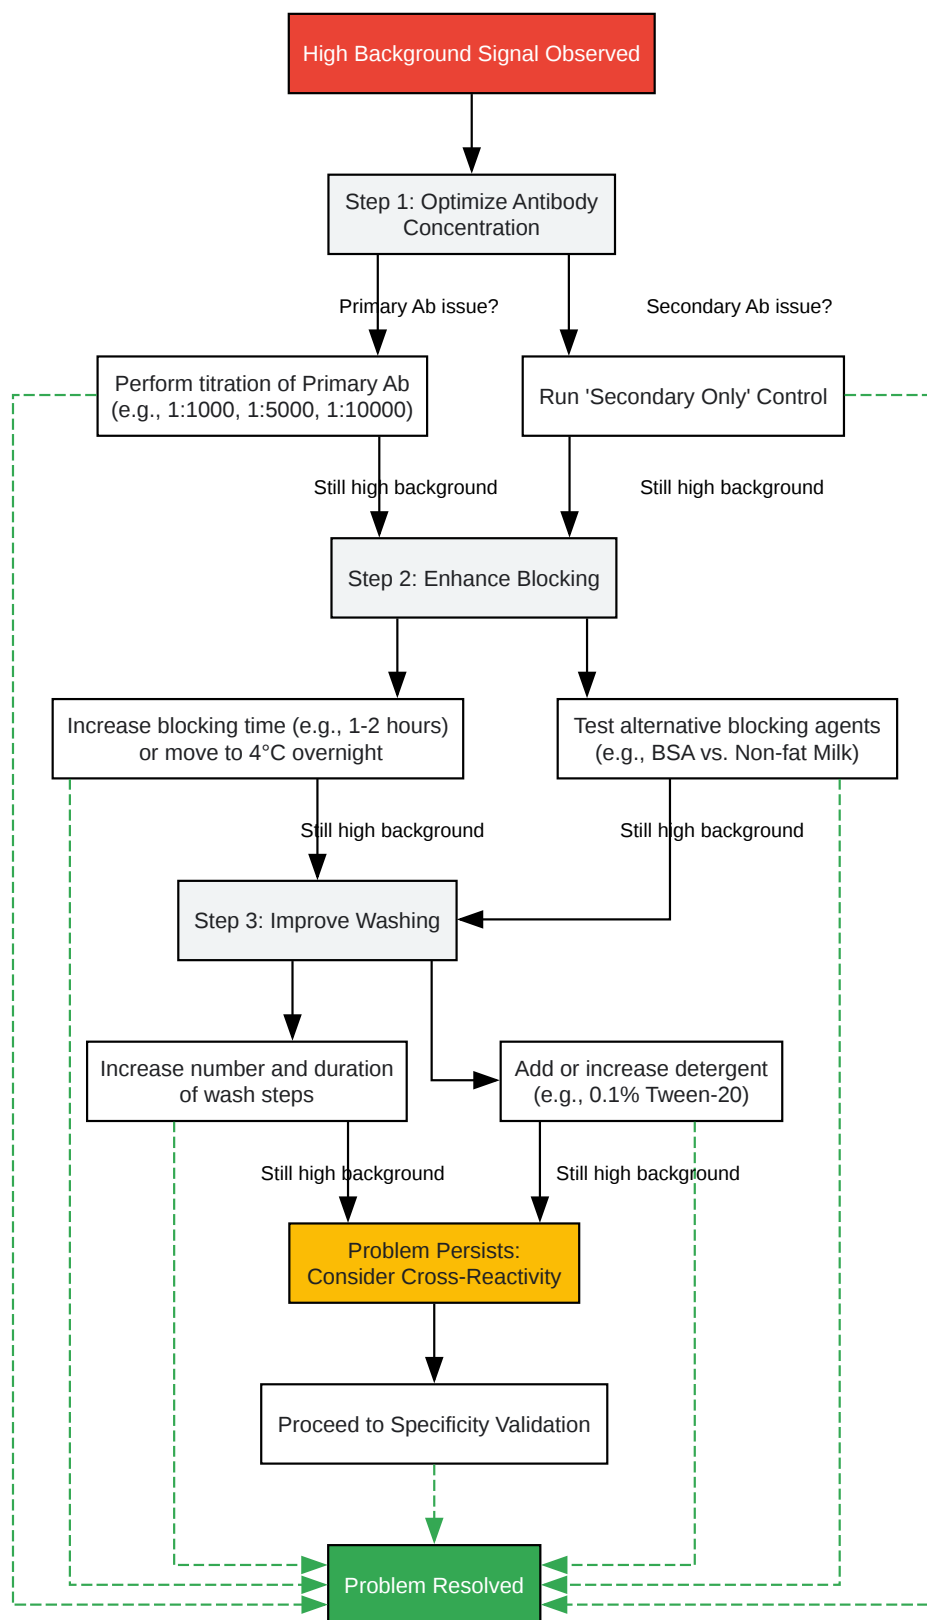 High Background Signal Observed
Step 1: Optimize Antibody
Concentration
Primary Ab issue?
Secondary Ab issue?
Perform titration of Primary Ab
(e.g., 1:1000, 1:5000, 1:10000)
Run 'Secondary Only' Control
Still high background
Still high background
Step 2: Enhance Blocking
Increase blocking time (e.g., 1-2 hours)
or move to 4°C overnight
Test alternative blocking agents
(e.g., BSA vs. Non-fat Milk)
Still high background
Still high background
Step 3: Improve Washing
Increase number and duration
of wash steps
Add or increase detergent
(e.g., 0.1% Tween-20)
Still high background
Still high background
Problem Persists:
Consider Cross-Reactivity
Proceed to Specificity Validation
Problem Resolved